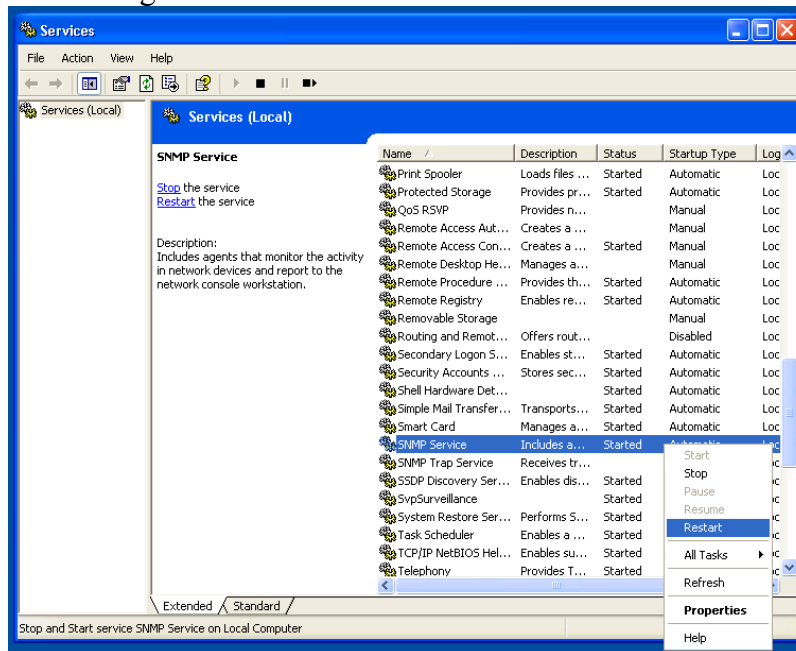 Services
File Action View Help
Services (Local)
Services (Local)
SNMP Service
Stop the service
Restart the service
Description:
Includes agents that monitor the activity
in network devices and report to the
network console workstation.
Name Description Status Startup Type Log
Print Spooler Loads files ... Started Automatic Loc
Protected Storage Provides pr... Started Automatic Loc
QoS RSVP Provides n... Manual Loc
Remote Access Aut... Creates a ... Manual Loc
Remote Access Con... Creates a ... Started Manual Loc
Remote Desktop He... Manages a... Manual Loc
Remote Procedure ... Provides th... Started Automatic Loc
Remote Registry Enables re... Started Automatic Loc
Removable Storage Manual Loc
Routing and Remot... Offers rout... Disabled Loc
Secondary Logon S... Enables st... Started Automatic Loc
Security Accounts ... Stores sec... Started Automatic Loc
Shell Hardware Det... Started Automatic Loc
Simple Mail Transfer... Transports... Started Automatic Loc
Smart Card Manages a... Started Automatic Loc
SNMP Service Includes a... Started Automatic Loc
SNMP Trap Service Receives tr...
SSDP Discovery Ser... Enables dis... Started
SvpSurveillance Started
System Restore Ser... Performs S... Started
Task Scheduler Enables a ... Started
TCP/IP NetBIOS Hel... Enables su... Started
Telephony Provides T... Started
Start
Stop
Pause
Resume
Restart
All Tasks
Refresh
Properties
Help
Extended Standard
Stop and Start service SNMP Service on Local Computer